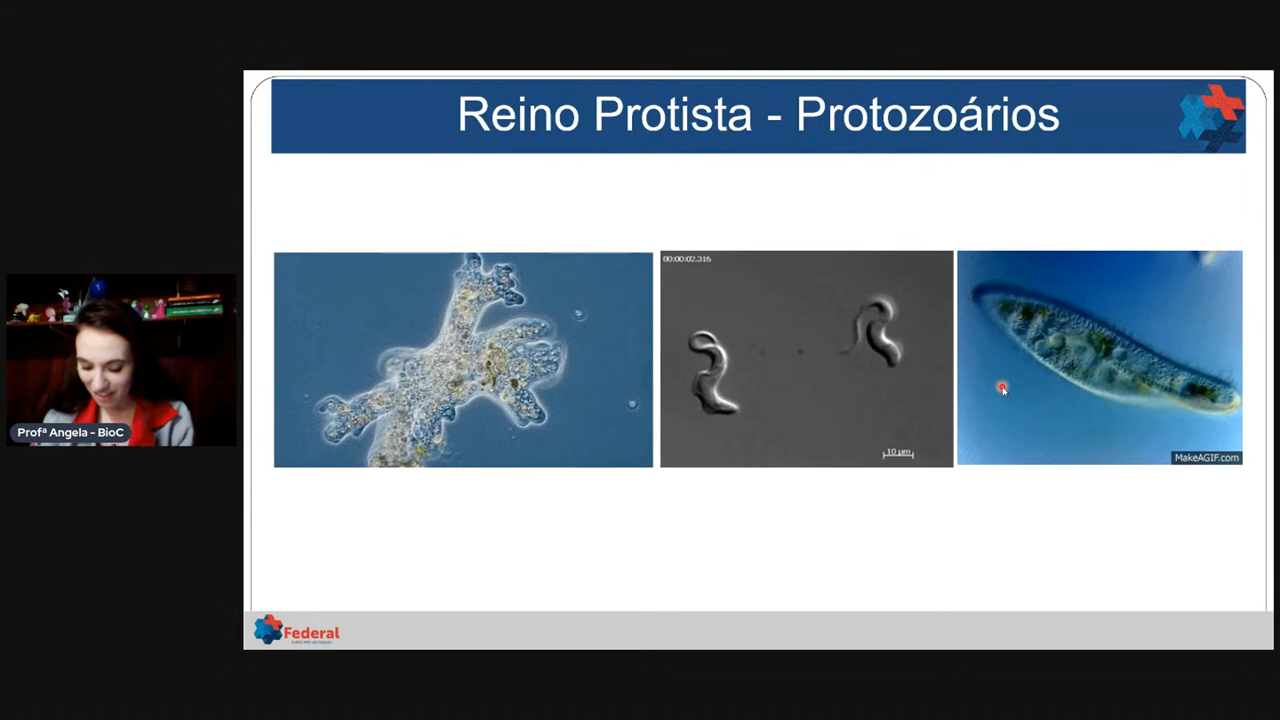 Reino Protista - Protozoários
00:00:02.316
10 µm
MakeAGIF.com
Profª Angela - BioC
Federal